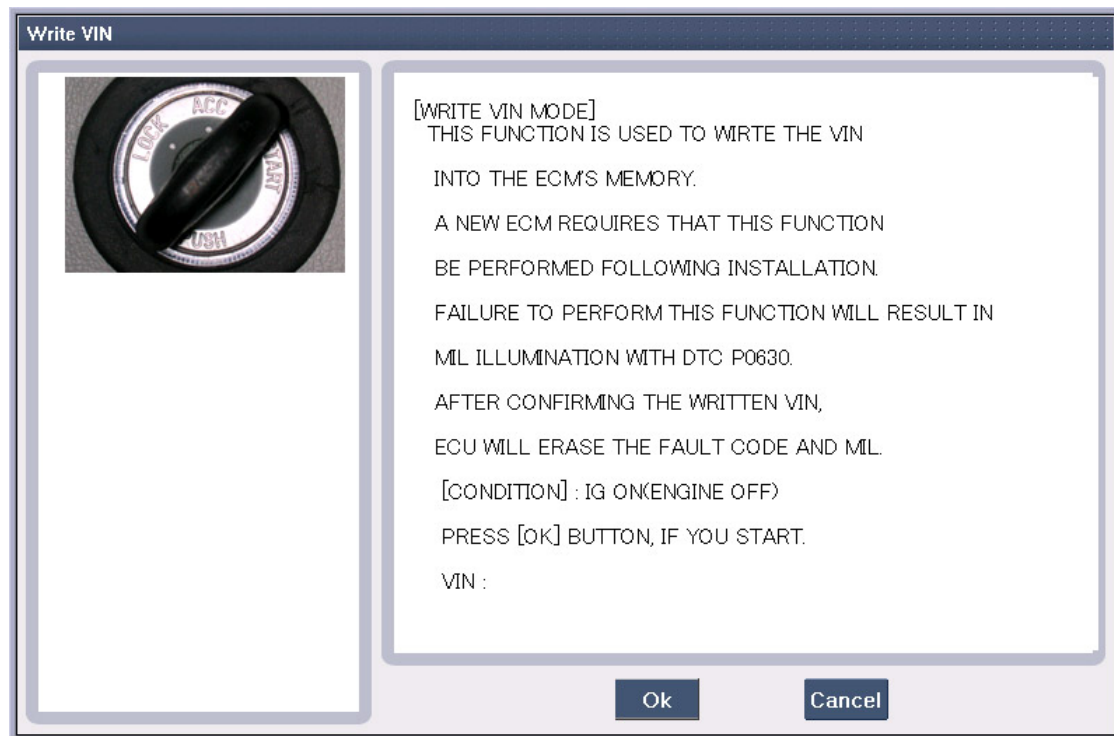 Write VIN
ACC
LOCK
START
PUSH
[WRITE VIN MODE]
THIS FUNCTION IS USED TO WIRTE THE VIN
INTO THE ECM'S MEMORY.
A NEW ECM REQUIRES THAT THIS FUNCTION
BE PERFORMED FOLLOWING INSTALLATION.
FAILURE TO PERFORM THIS FUNCTION WILL RESULT IN
MIL ILLUMINATION WITH DTC P0630.
AFTER CONFIRMING THE WRITTEN VIN,
ECU WILL ERASE THE FAULT CODE AND MIL.
[CONDITION] : IG ON(ENGINE OFF)
PRESS [OK] BUTTON, IF YOU START.
VIN :
Ok
Cancel